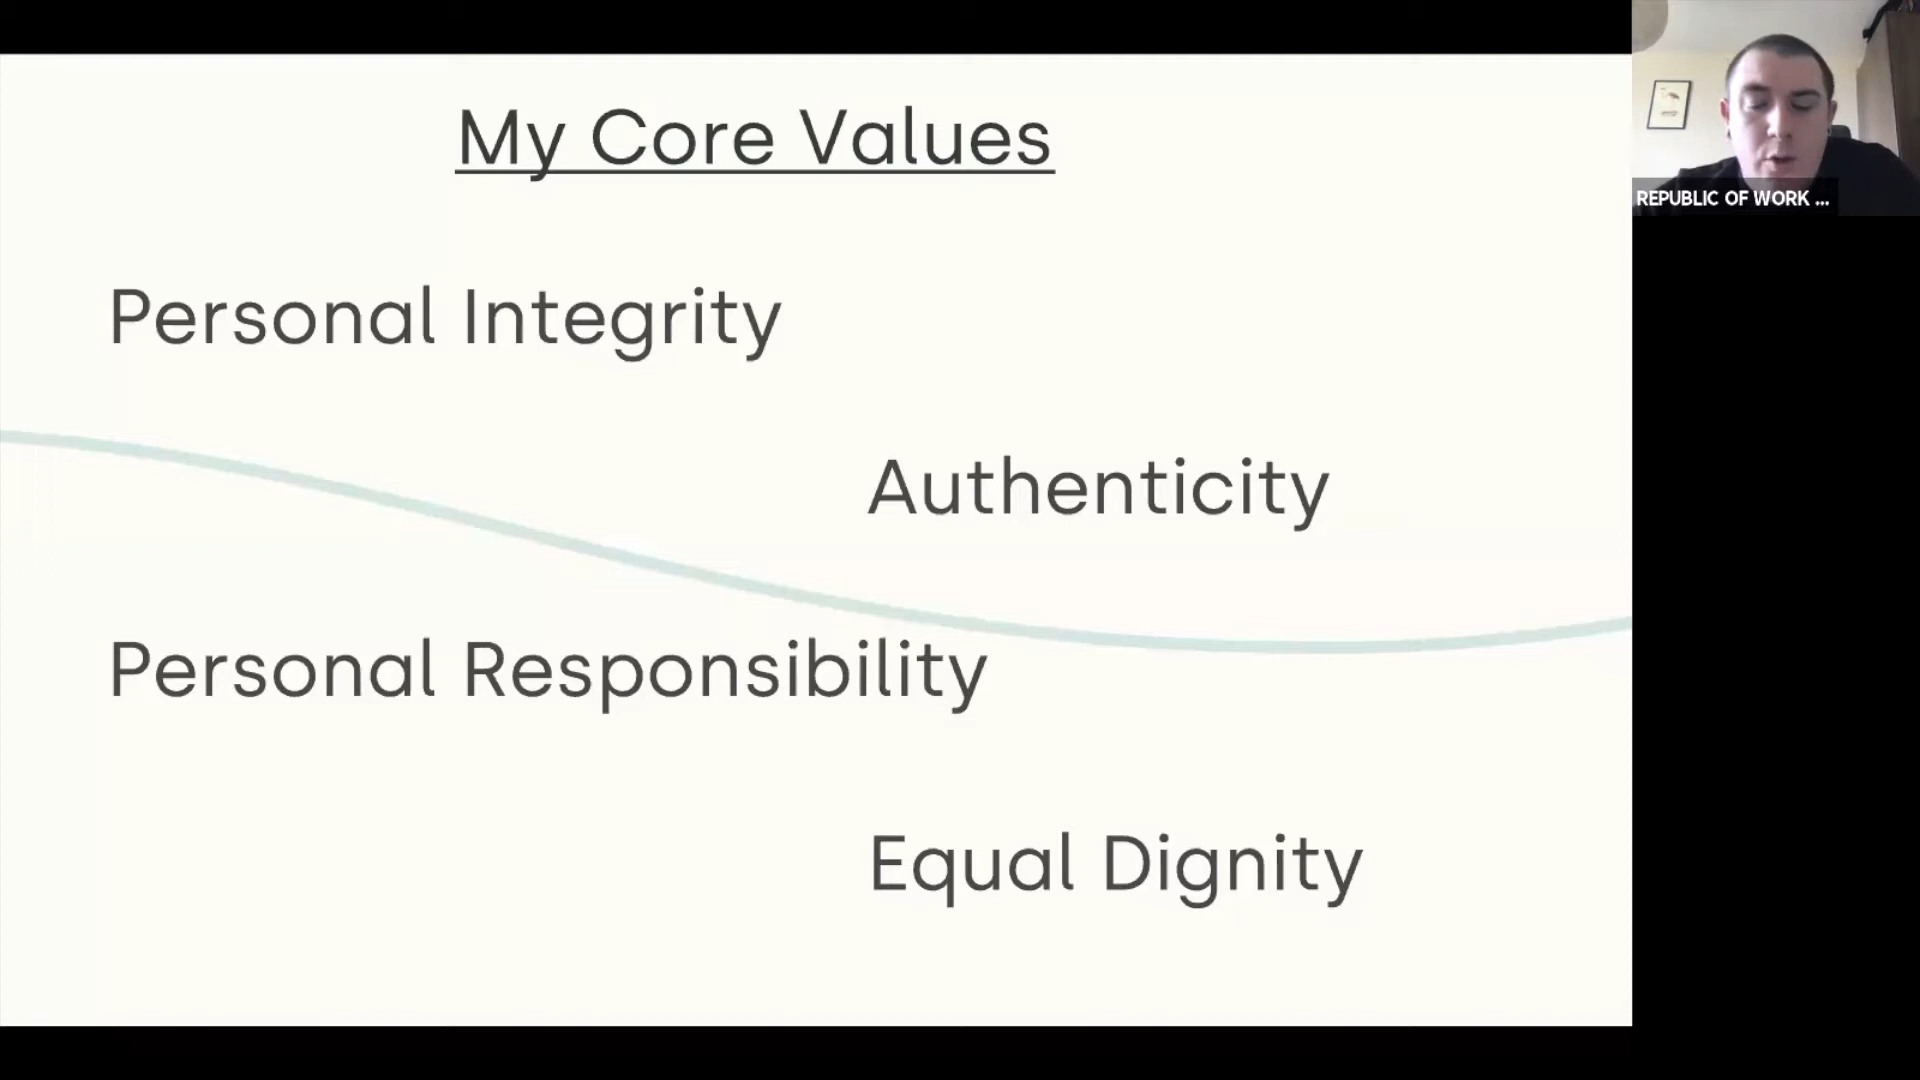 My Core Values
Personal Integrity
Authenticity
Personal Responsibility
Equal Dignity
REPUBLIC OF WORK ...